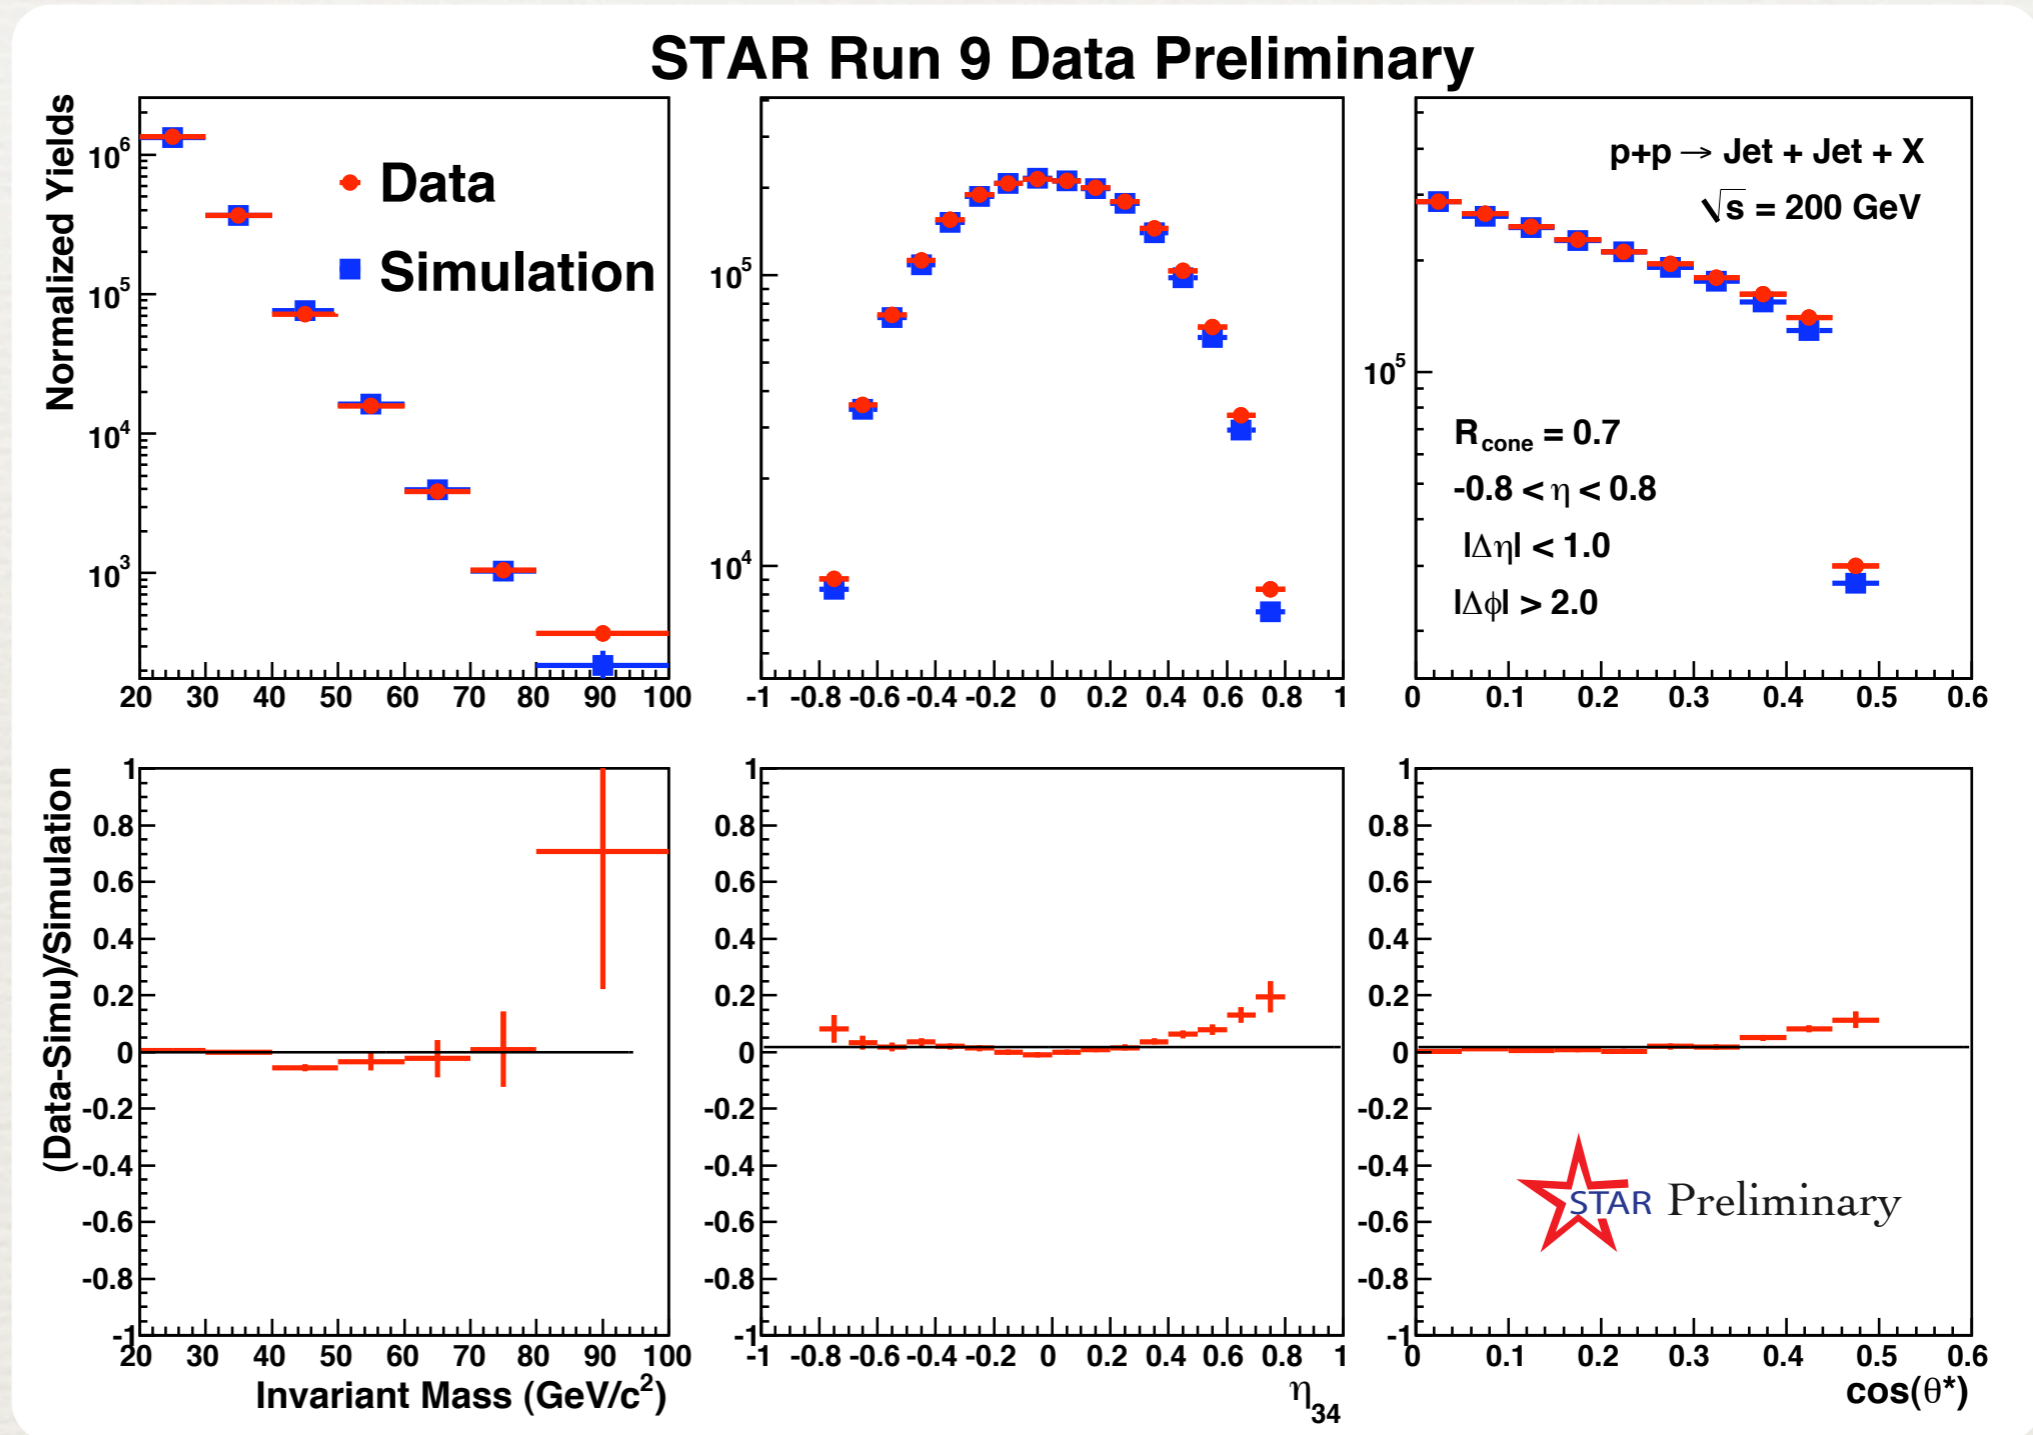 STAR Run 9 Data Preliminary
Normalized Yields
10^6
10^5
10^4
10^3
Data
Simulation
20 30 40 50 60 70 80 90 100
10^5
10^4
-1 -0.8 -0.6 -0.4 -0.2 0 0.2 0.4 0.6 0.8 1
p+p → Jet + Jet + X
√s = 200 GeV
10^5
R_cone = 0.7
-0.8 < η < 0.8
|Δη| < 1.0
|Δϕ| > 2.0
0 0.1 0.2 0.3 0.4 0.5 0.6
(Data-Simu)/Simulation
1
0.8
0.6
0.4
0.2
0
-0.2
-0.4
-0.6
-0.8
-1
20 30 40 50 60 70 80 90 100
Invariant Mass (GeV/c^2)
1
0.8
0.6
0.4
0.2
0
-0.2
-0.4
-0.6
-0.8
-1
-1 -0.8 -0.6 -0.4 -0.2 0 0.2 0.4 0.6 0.8 1
η_34
1
0.8
0.6
0.4
0.2
0
-0.2
-0.4
-0.6
-0.8
-1
STAR Preliminary
0 0.1 0.2 0.3 0.4 0.5 0.6
cos(θ*)